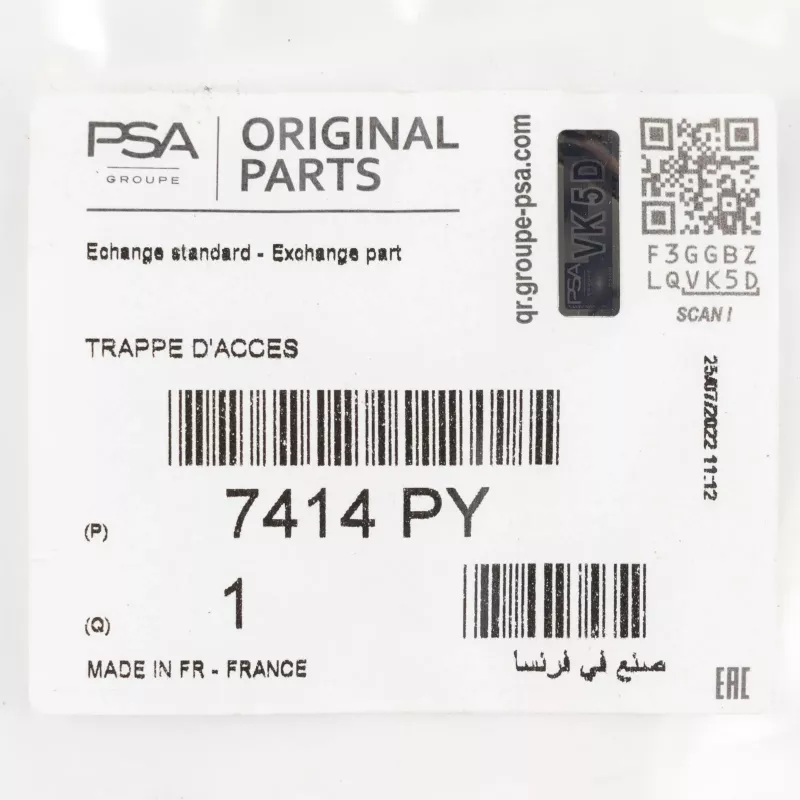 PSA
GROUPE
ORIGINAL
PARTS
qr.groupe-psa.com
PSA VK5D
F3GGBZ
LQVK5D
SCAN !
Echange standard - Exchange part
TRAPPE D'ACCES
25/07/2022 11:12
(P) 7414 PY
(Q) 1
MADE IN FR - FRANCE
صنع في فرنسا
EAC